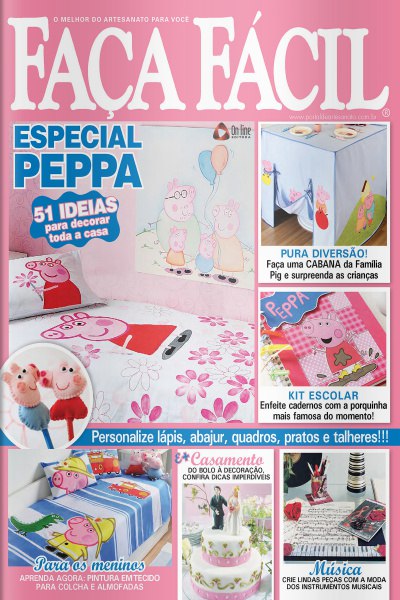 O MELHOR DO ARTESANATO PARA VOCÊ
FAÇA FÁCIL®
www.portaldeartesanato.com.br
ESPECIAL
PEPPA
On-line
EDITORA
51 IDEIAS
para decorar
toda a casa
PURA DIVERSÃO!
Faça uma CABANA da Família
Pig e surpreenda as crianças
PEPPA
KIT ESCOLAR
Enfeite cadernos com a porquinha
mais famosa do momento!
Personalize lápis, abajur, quadros, pratos e talheres!!!
E+ Casamento
DO BOLO À DECORAÇÃO,
CONFIRA DICAS IMPERDÍVEIS
Para os meninos
APRENDA AGORA: PINTURA EM TECIDO
PARA COLCHA E ALMOFADAS
Música
CRIE LINDAS PEÇAS COM A MODA
DOS INSTRUMENTOS MUSICAIS